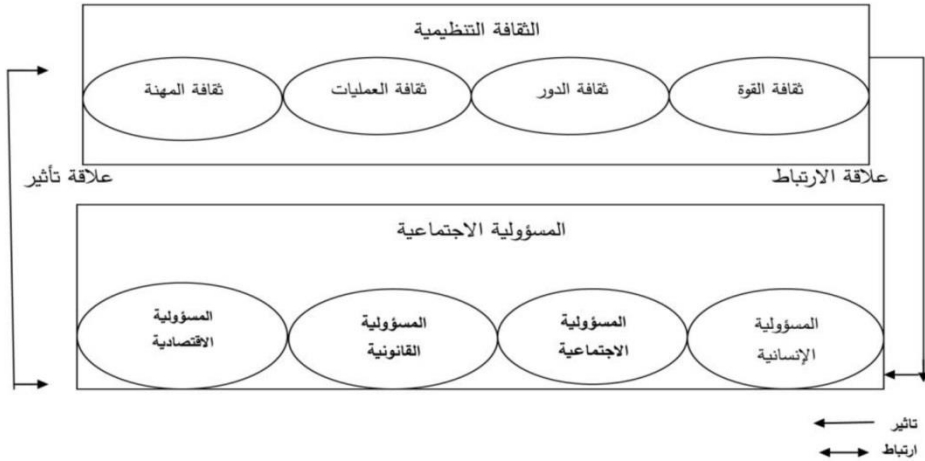 الثقافة التنظيمية
ثقافة القوة
ثقافة الدور
ثقافة العمليات
ثقافة المهنة
علاقة الارتباط
علاقة تأثير
المسؤولية الاجتماعية
المسؤولية
الإنسانية
المسؤولية
الاجتماعية
المسؤولية
القانونية
المسؤولية
الاقتصادية
تاثير
ارتباط